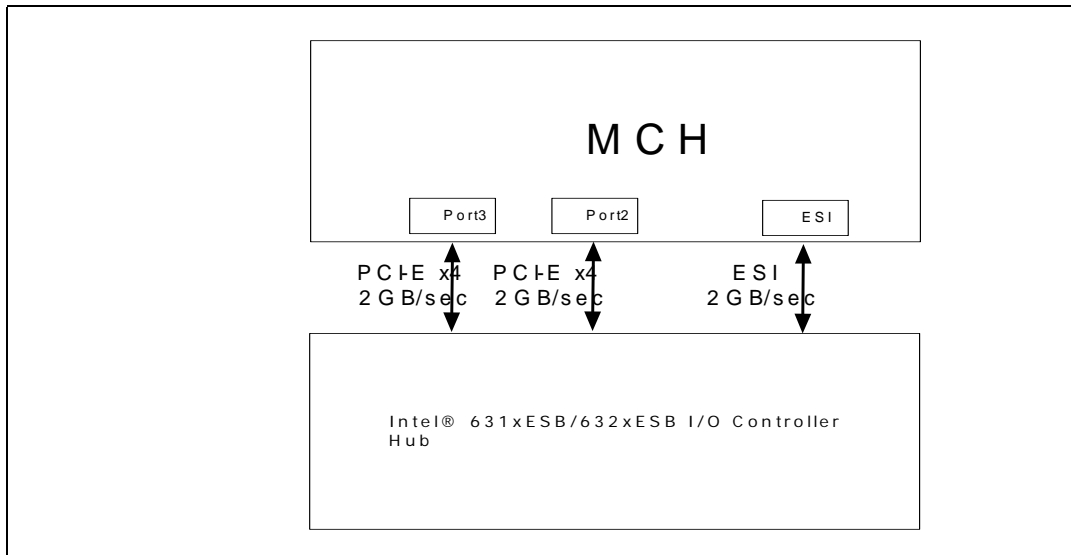 MCH
Port3
Port2
ESI
PCI-E x4
2 GB/sec
PCI-E x4
2 GB/sec
ESI
2 GB/sec
Intel® 631xESB/632xESB I/O Controller
Hub